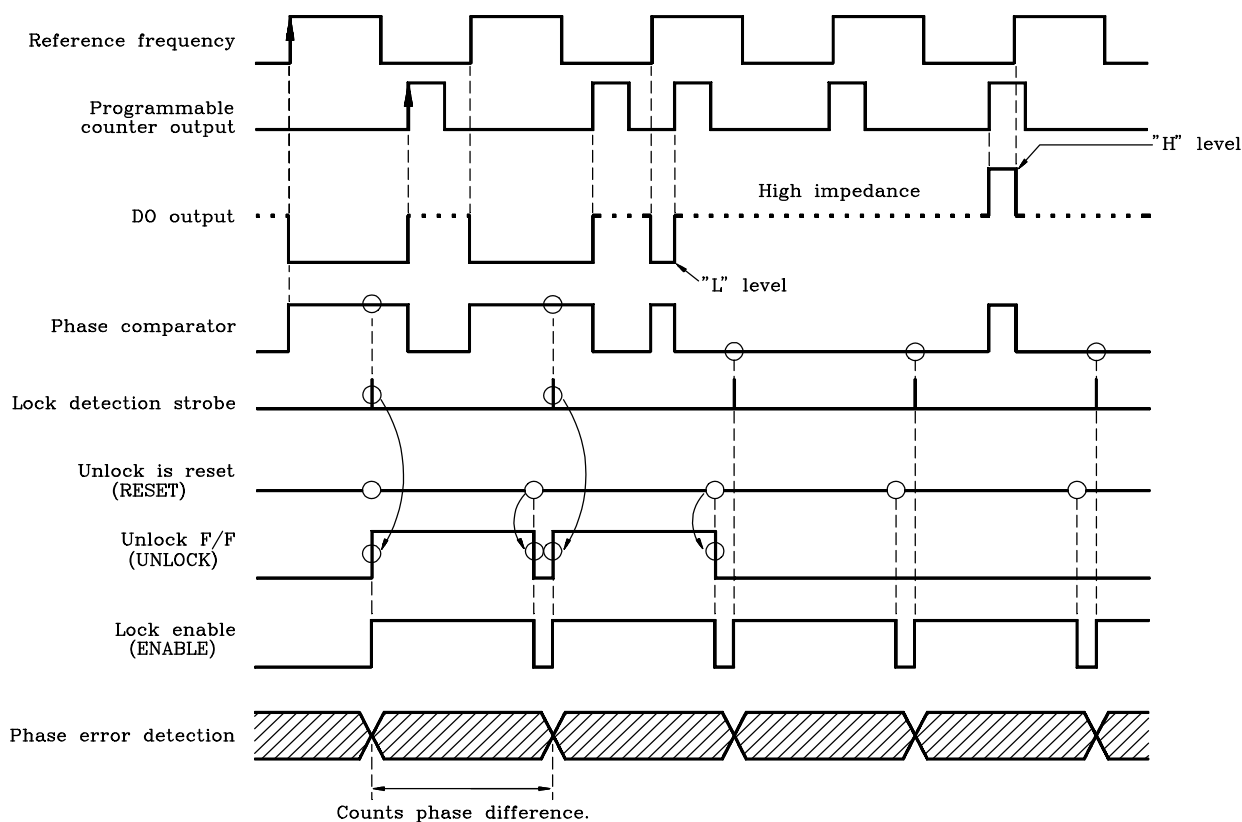 Reference frequency
Programmable
counter output
"H" level
High impedance
DO output
"L" level
Phase comparator
Lock detection strobe
Unlock is reset
(RESET)
Unlock F/F
(UNLOCK)
Lock enable
(ENABLE)
Phase error detection
Counts phase difference.